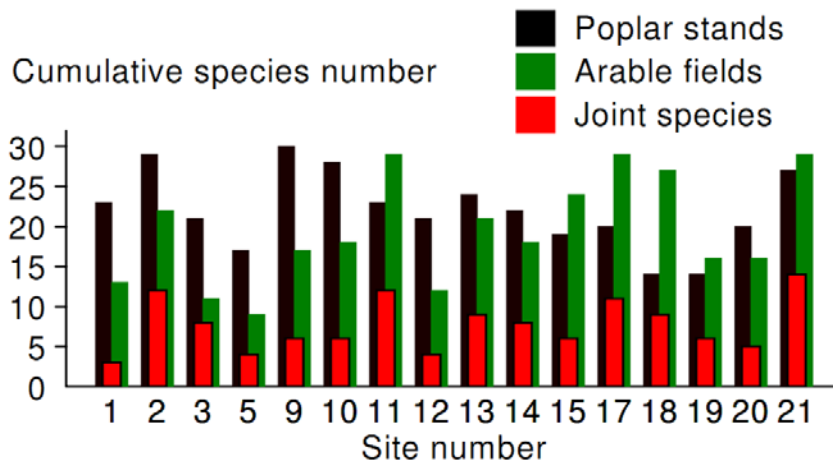 Poplar stands
Cumulative species number
Arable fields
Joint species
30
25
20
15
10
5
0
1 2 3 5 9 10 11 12 13 14 15 17 18 19 20 21
Site number